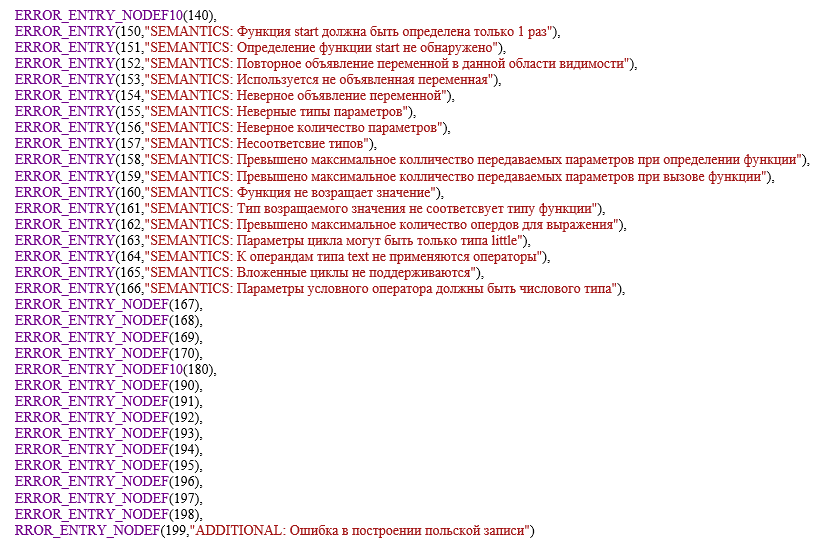 ERROR_ENTRY_NODEF10(140),
ERROR_ENTRY(150,"SEMANTICS: Функция start должна быть определена только 1 раз"),
ERROR_ENTRY(151,"SEMANTICS: Определение функции start не обнаружено"),
ERROR_ENTRY(152,"SEMANTICS: Повторное объявление переменной в данной области видимости"),
ERROR_ENTRY(153,"SEMANTICS: Используется не объявленная переменная"),
ERROR_ENTRY(154,"SEMANTICS: Неверное объявление переменной"),
ERROR_ENTRY(155,"SEMANTICS: Неверные типы параметров"),
ERROR_ENTRY(156,"SEMANTICS: Неверное количество параметров"),
ERROR_ENTRY(157,"SEMANTICS: Несоответсвие типов"),
ERROR_ENTRY(158,"SEMANTICS: Превышено максимальное колличество передаваемых параметров при определении функции"),
ERROR_ENTRY(159,"SEMANTICS: Превышено максимальное колличество передаваемых параметров при вызове функции"),
ERROR_ENTRY(160,"SEMANTICS: Функция не возращает значение"),
ERROR_ENTRY(161,"SEMANTICS: Тип возращаемого значения не соответсвует типу функции"),
ERROR_ENTRY(162,"SEMANTICS: Превышено максимальное количество опердов для выражения"),
ERROR_ENTRY(163,"SEMANTICS: Параметры цикла могут быть только типа little"),
ERROR_ENTRY(164,"SEMANTICS: К операндам типа text не применяются операторы"),
ERROR_ENTRY(165,"SEMANTICS: Вложенные циклы не поддерживаются"),
ERROR_ENTRY(166,"SEMANTICS: Параметры условного оператора должны быть числового типа"),
ERROR_ENTRY_NODEF(167),
ERROR_ENTRY_NODEF(168),
ERROR_ENTRY_NODEF(169),
ERROR_ENTRY_NODEF(170),
ERROR_ENTRY_NODEF10(180),
ERROR_ENTRY_NODEF(190),
ERROR_ENTRY_NODEF(191),
ERROR_ENTRY_NODEF(192),
ERROR_ENTRY_NODEF(193),
ERROR_ENTRY_NODEF(194),
ERROR_ENTRY_NODEF(195),
ERROR_ENTRY_NODEF(196),
ERROR_ENTRY_NODEF(197),
ERROR_ENTRY_NODEF(198),
RROR_ENTRY_NODEF(199,"ADDITIONAL: Ошибка в построении польской записи")